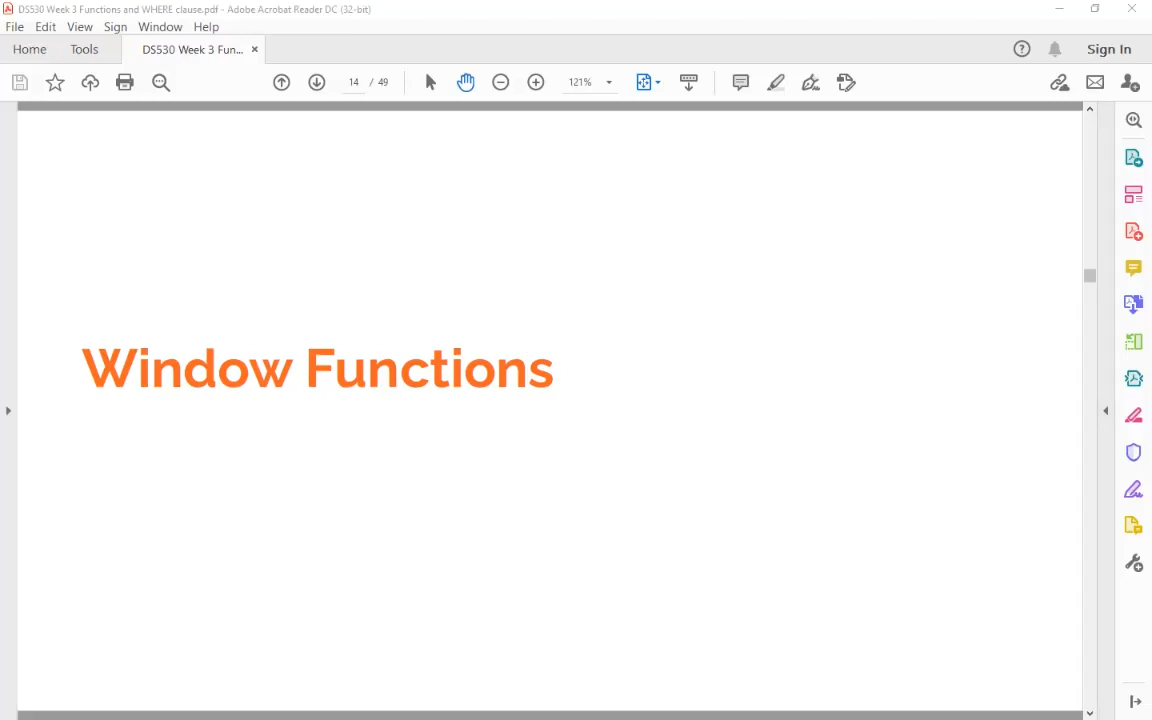 DS530 Week 3 Functions and WHERE clause.pdf - Adobe Acrobat Reader DC (32-bit)
File Edit View Sign Window Help
Home Tools DS530 Week 3 Fun... × Sign In
14 / 49 121%
Window Functions